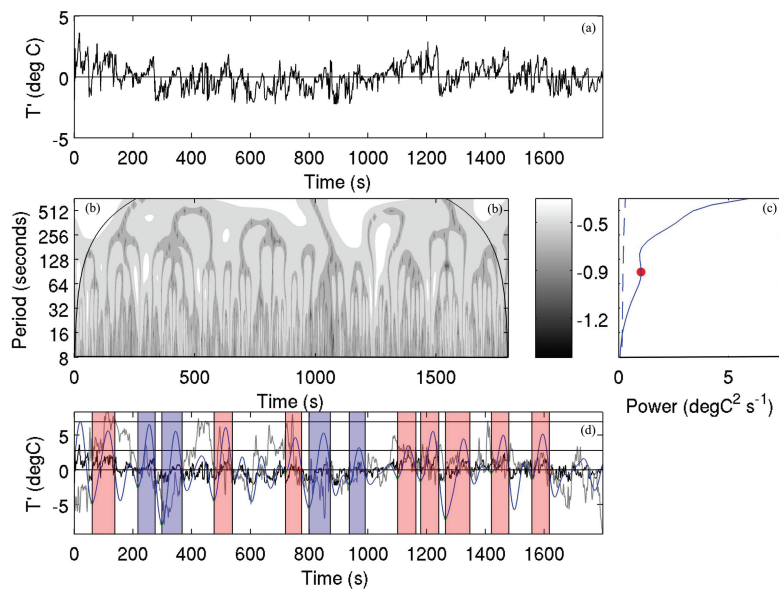 5
0
-5
T' (deg C)
(a)
0 200 400 600 800 1000 1200 1400 1600
Time (s)
512
256
128
64
32
16
8
Period (seconds)
(b)
(b)
0 500 1000 1500
Time (s)
-0.5
-0.9
-1.2
(c)
0 5
Power (degC² s⁻¹)
5
0
-5
T' (degC)
(d)
0 200 400 600 800 1000 1200 1400 1600
Time (s)